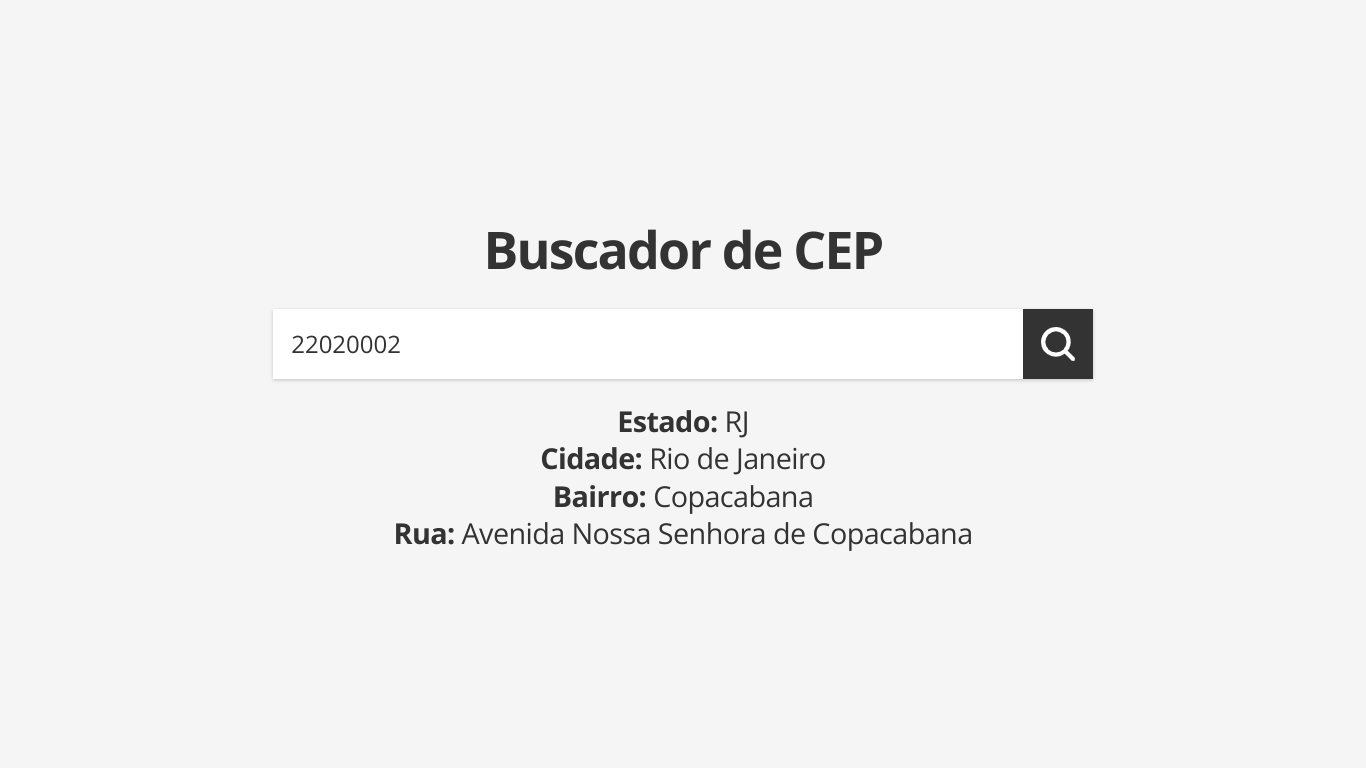 Buscador de CEP
22020002
Estado: RJ
Cidade: Rio de Janeiro
Bairro: Copacabana
Rua: Avenida Nossa Senhora de Copacabana